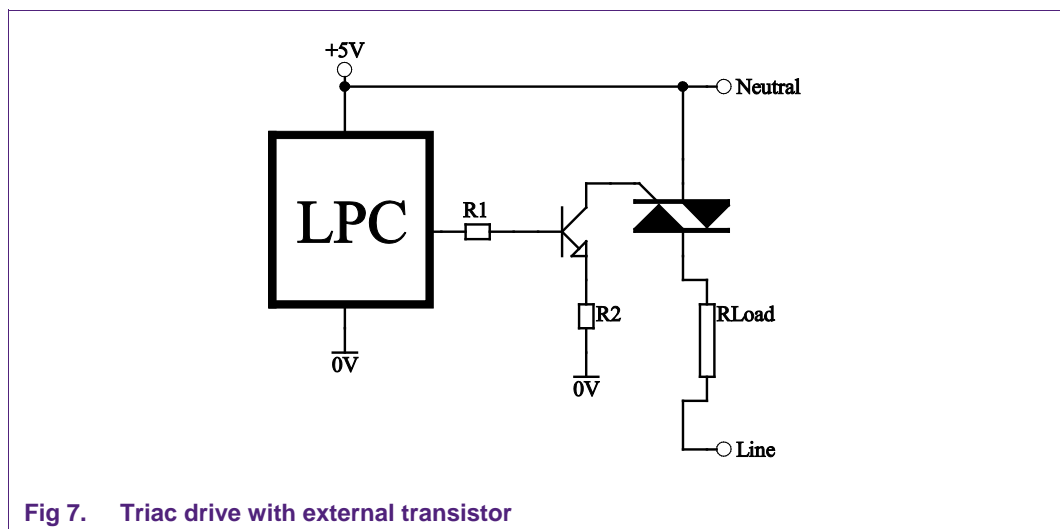 +5V
Neutral
LPC
R1
R2
RLoad
0V
0V
Line
Fig 7. Triac drive with external transistor